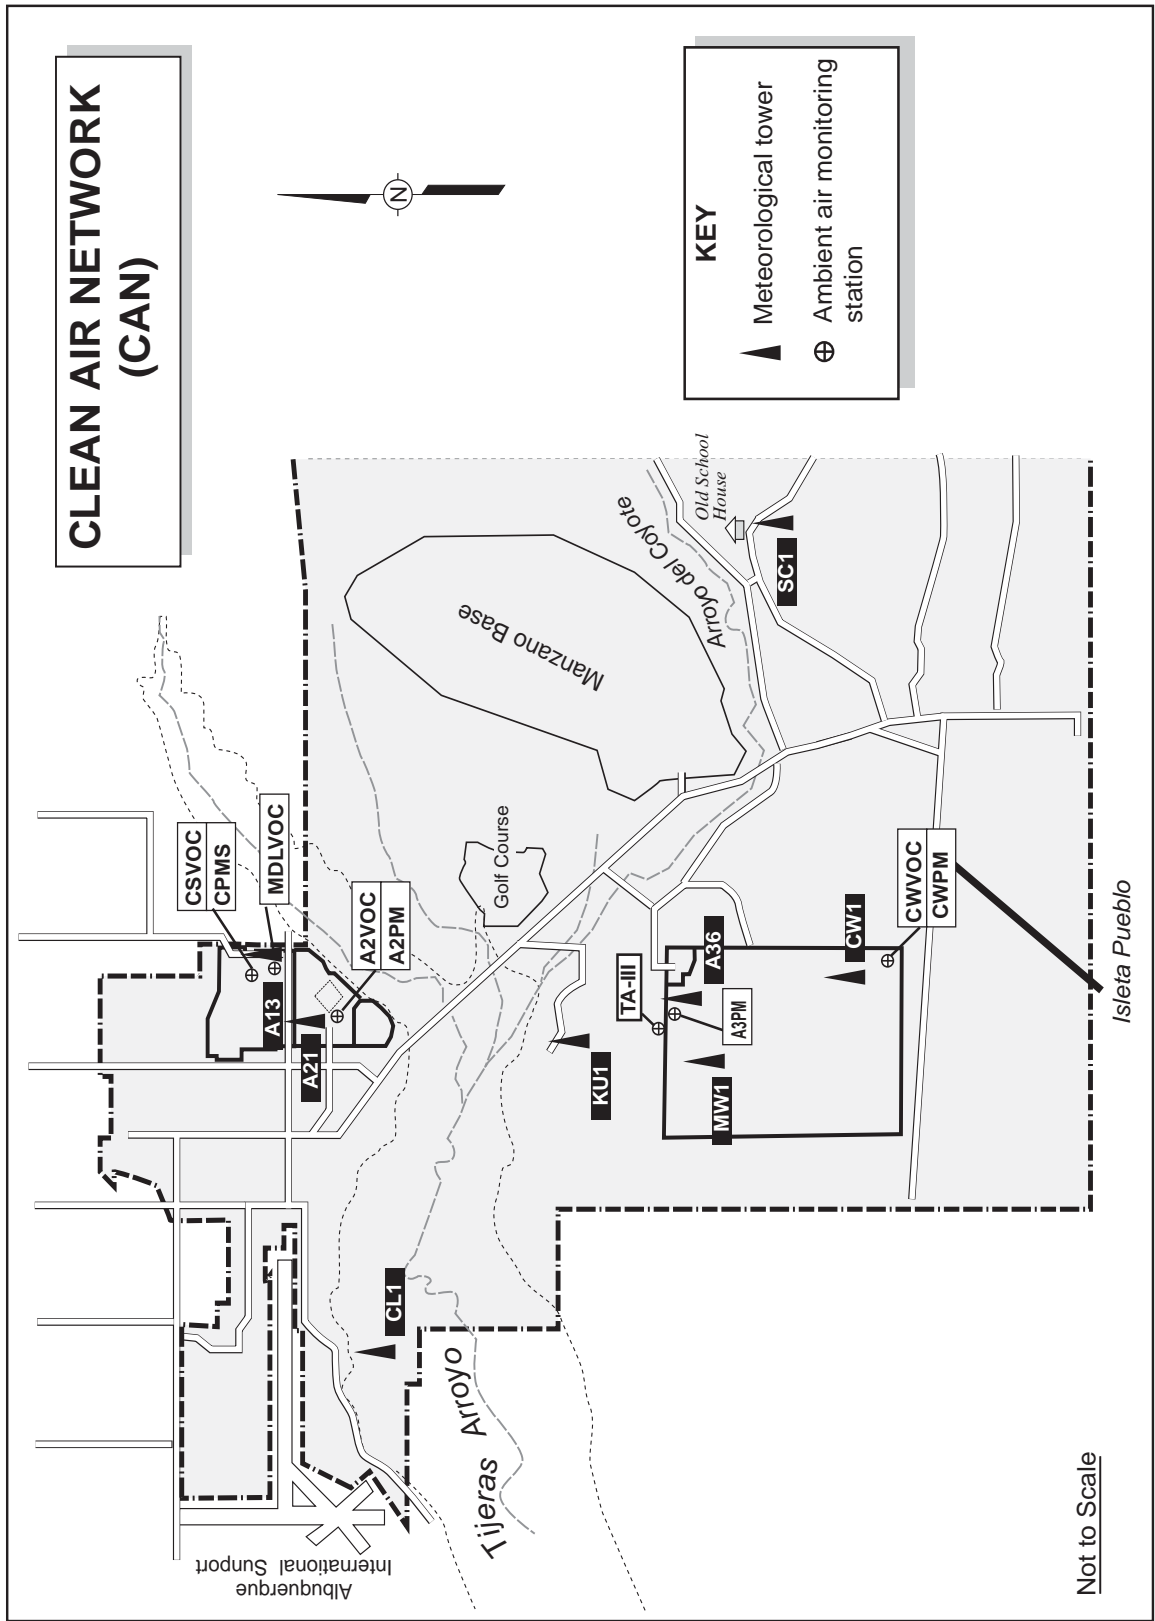 CLEAN AIR NETWORK
(CAN)
N
KEY
Meteorological tower
Ambient air monitoring
station
CSVOC
CPMS
MDLVOC
A2VOC
A2PM
A13
A21
Golf Course
Manzano Base
Arroyo del Coyote
Old School
House
SC1
Albuquerque
International Sunport
CL1
Tijeras Arroyo
KU1
TA-III
A36
A3PM
MW1
CW1
CWVOC
CWPM
Isleta Pueblo
Not to Scale